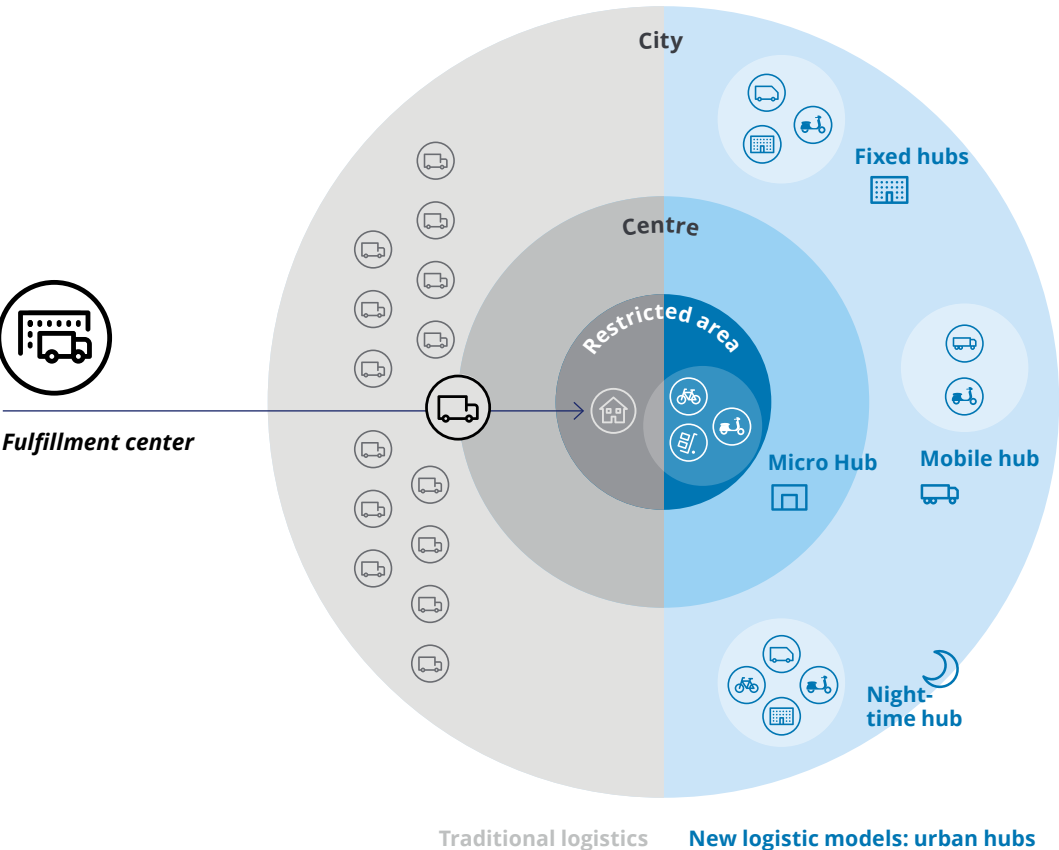 City
Fixed hubs
Centre
Restricted area
Fulfillment center
Micro Hub
Mobile hub
Night-
time hub
Traditional logistics
New logistic models: urban hubs